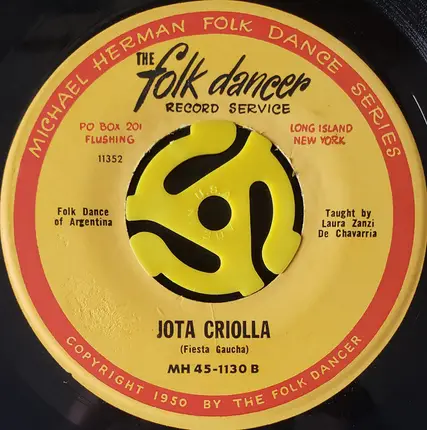 MICHAEL HERMAN FOLK DANCE SERIES
THE
folk dancer
RECORD SERVICE
PO BOX 201
FLUSHING
LONG ISLAND
NEW YORK
11352
Folk Dance
of Argentina
Taught by
Laura Zanzi
De Chavarria
USA
JOTA CRIOLLA
(Fiesta Gaucha)
MH 45-1130 B
COPYRIGHT 1950 BY THE FOLK DANCER